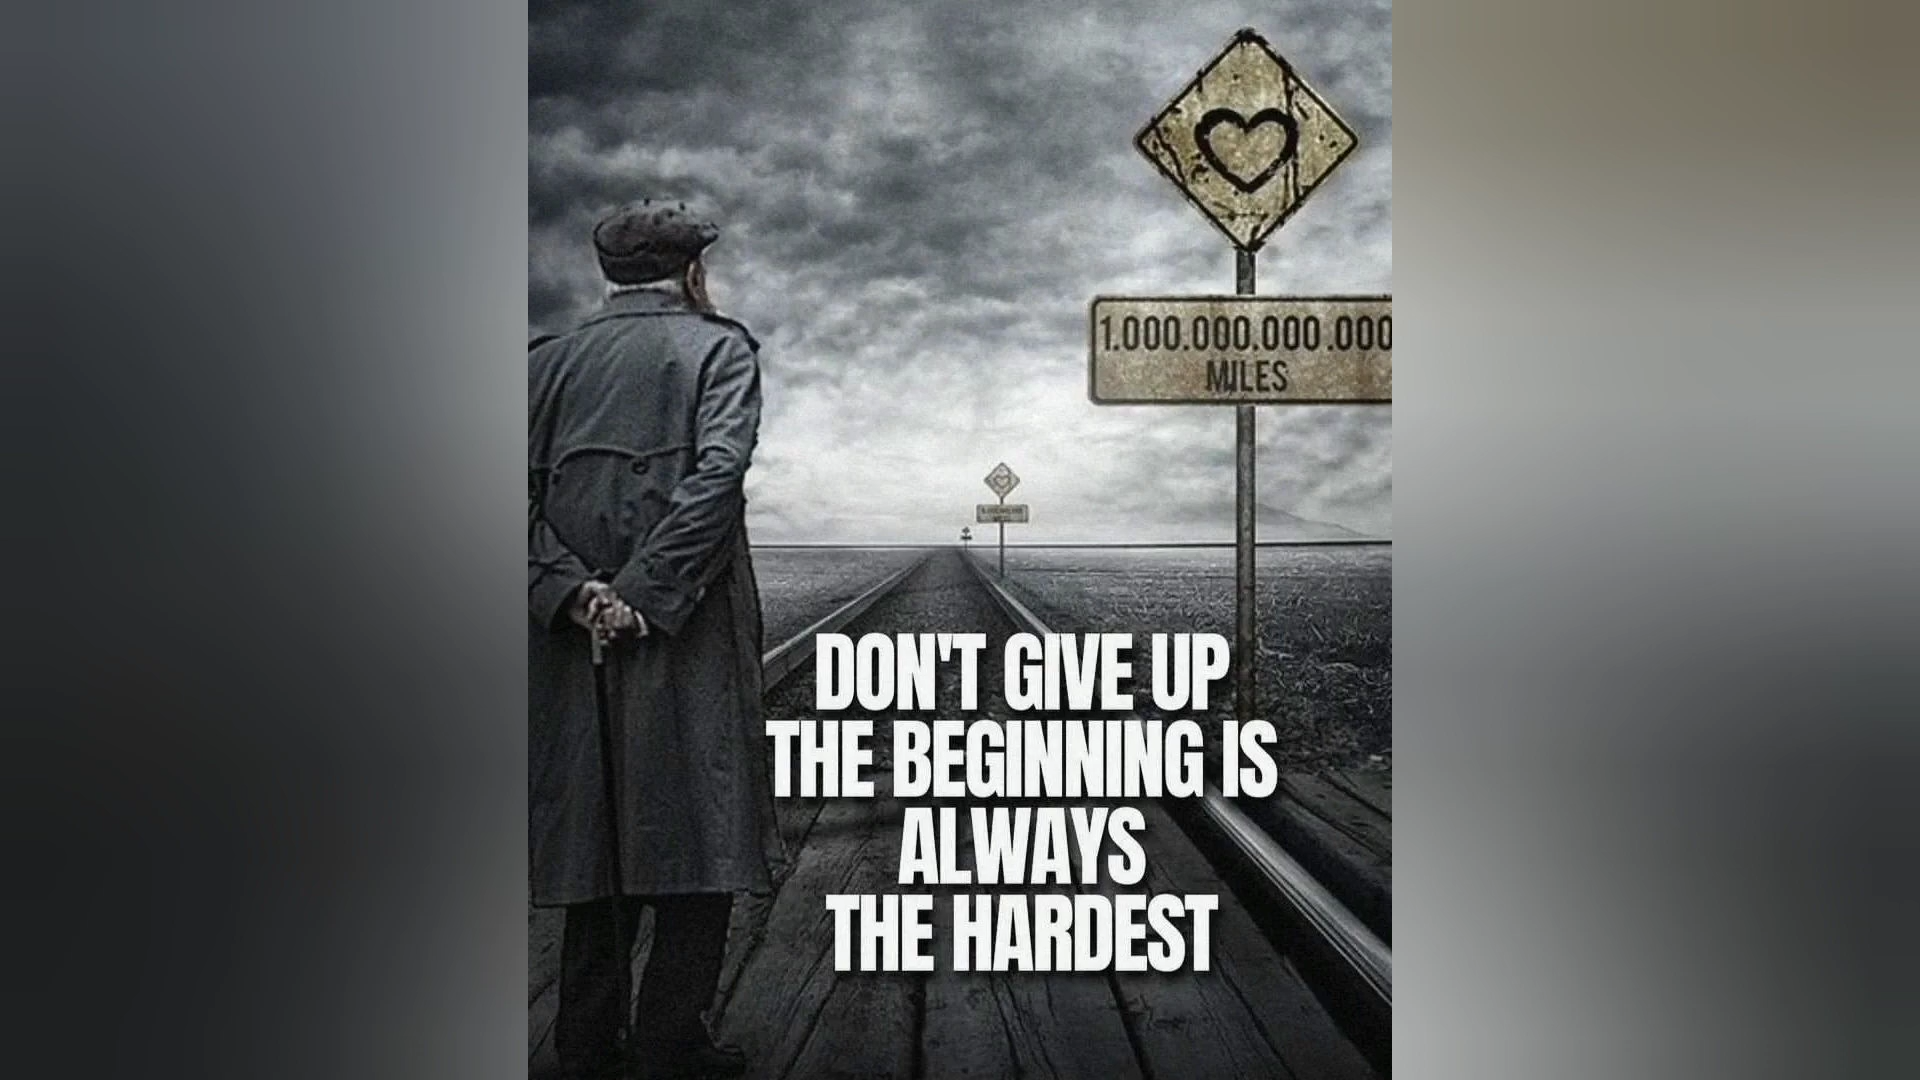 1.000.000.000.000
MILES
DON'T GIVE UP
THE BEGINNING IS
ALWAYS
THE HARDEST